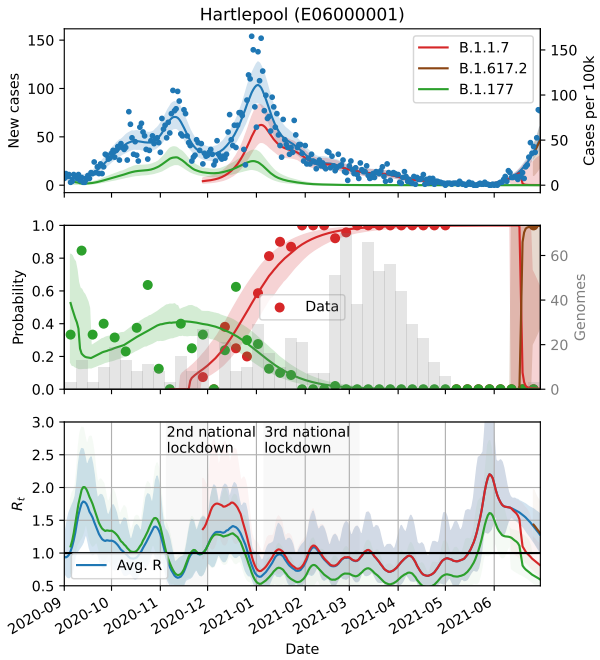 Hartlepool (E06000001)
150
100
50
0
New cases
B.1.1.7
B.1.617.2
B.1.177
150
100
50
0
Cases per 100k
1.0
0.8
0.6
0.4
0.2
0.0
Probability
Data
60
40
20
0
Genomes
3.0
2.5
2.0
1.5
1.0
0.5
Rt
2nd national
lockdown
3rd national
lockdown
Avg. R
2020-09
2020-10
2020-11
2020-12
2021-01
2021-02
2021-03
2021-04
2021-05
2021-06
Date